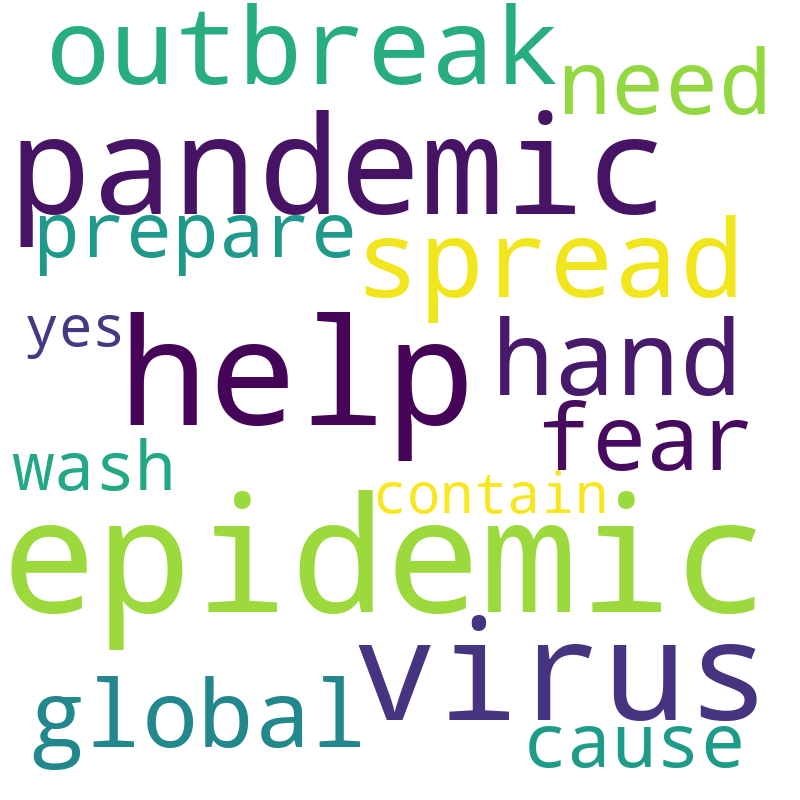 outbreak
need
pandemic
prepare
spread
yes
help
hand
fear
wash
contain
epidemic
virus
global
cause